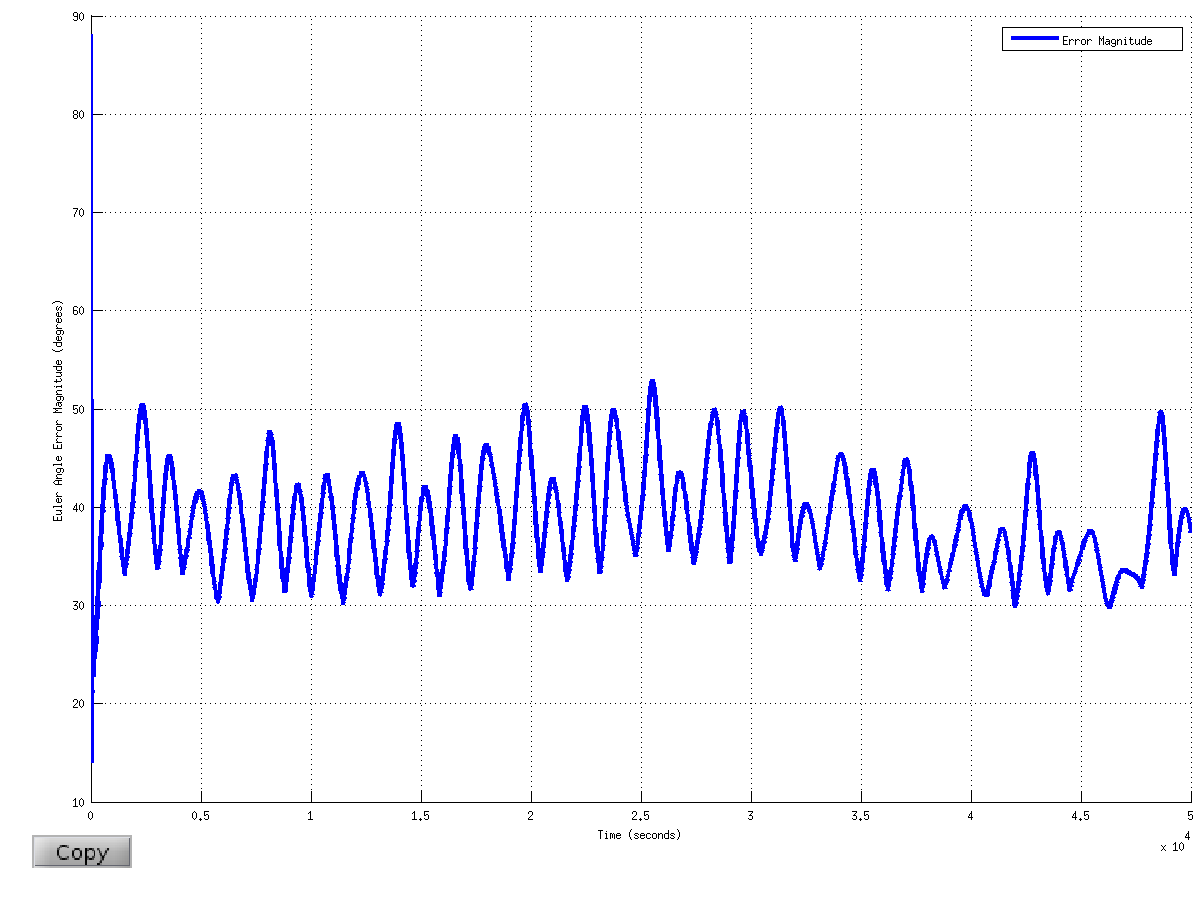 90
Error Magnitude
80
70
60
Euler Angle Error Magnitude (degrees)
50
40
30
20
10
0 0.5 1 1.5 2 2.5 3 3.5 4 4.5 5
Time (seconds)
x 10 4
Copy